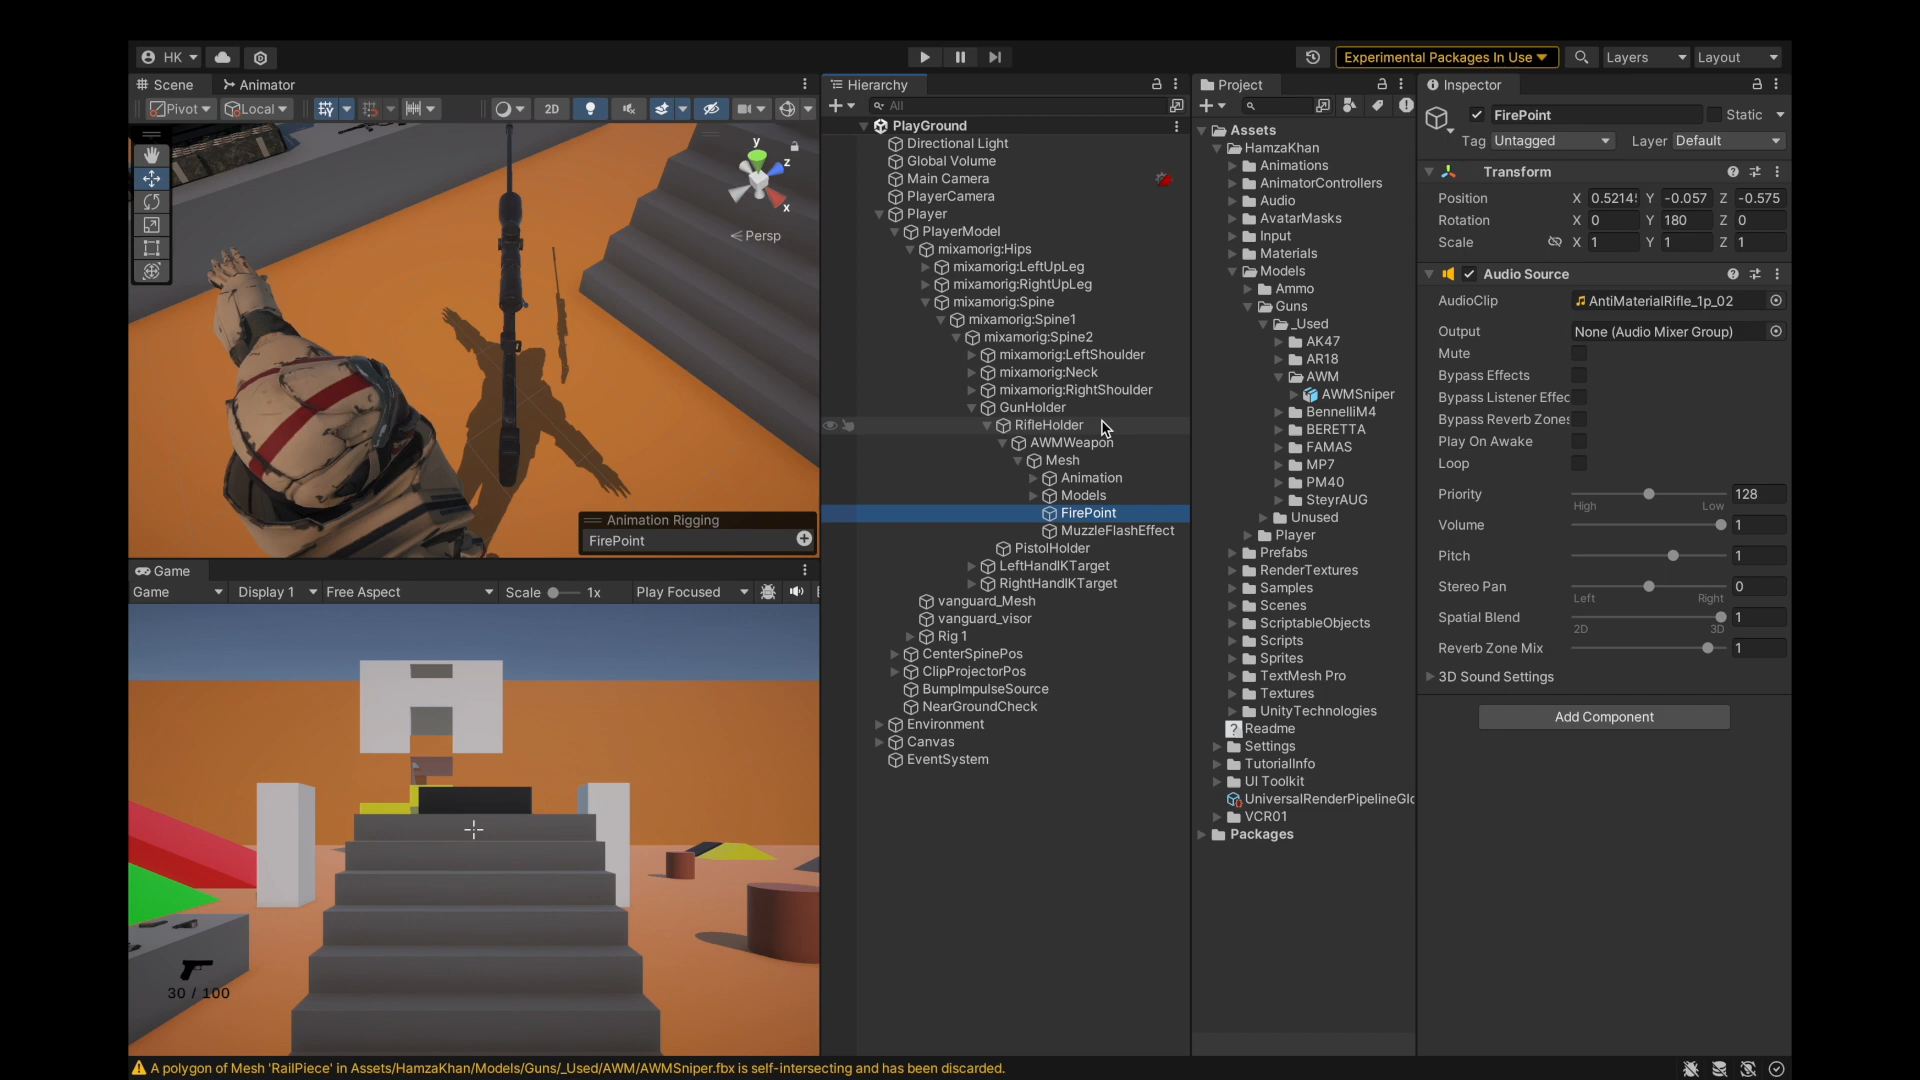 HK
Experimental Packages In Use
Layers
Layout
Scene
Animator
Pivot
Local
2D
y
z
x
Persp
Animation Rigging
FirePoint
Game
Game
Display 1
Free Aspect
Scale
1x
Play Focused
30 / 100
Hierarchy
All
PlayGround
Directional Light
Global Volume
Main Camera
PlayerCamera
Player
PlayerModel
mixamorig:Hips
mixamorig:LeftUpLeg
mixamorig:RightUpLeg
mixamorig:Spine
mixamorig:Spine1
mixamorig:Spine2
mixamorig:LeftShoulder
mixamorig:Neck
mixamorig:RightShoulder
GunHolder
RifleHolder
AWMWeapon
Mesh
Animation
Models
FirePoint
MuzzleFlashEffect
PistolHolder
LeftHandIKTarget
RightHandIKTarget
vanguard_Mesh
vanguard_visor
Rig 1
CenterSpinePos
ClipProjectorPos
BumpImpulseSource
NearGroundCheck
Environment
Canvas
EventSystem
Project
Assets
HamzaKhan
Animations
AnimatorControllers
Audio
AvatarMasks
Input
Materials
Models
Ammo
Guns
_Used
AK47
AR18
AWM
AWMSniper
BennelliM4
BERETTA
FAMAS
MP7
PM40
SteyrAUG
Unused
Player
Prefabs
RenderTextures
Samples
Scenes
ScriptableObjects
Scripts
Sprites
TextMesh Pro
Textures
UnityTechnologies
Readme
Settings
TutorialInfo
UI Toolkit
UniversalRenderPipelineGlo
VCR01
Packages
Inspector
FirePoint
Static
Tag Untagged
Layer Default
Transform
Position X 0.5214 Y -0.057 Z -0.575
Rotation X 0 Y 180 Z 0
Scale X 1 Y 1 Z 1
Audio Source
AudioClip AntiMaterialRifle_1p_02
Output None (Audio Mixer Group)
Mute
Bypass Effects
Bypass Listener Effec
Bypass Reverb Zones
Play On Awake
Loop
Priority 128
High Low
Volume 1
Pitch 1
Stereo Pan 0
Left Right
Spatial Blend 1
2D 3D
Reverb Zone Mix 1
3D Sound Settings
Add Component
A polygon of Mesh 'RailPiece' in Assets/HamzaKhan/Models/Guns/_Used/AWM/AWMSniper.fbx is self-intersecting and has been discarded.